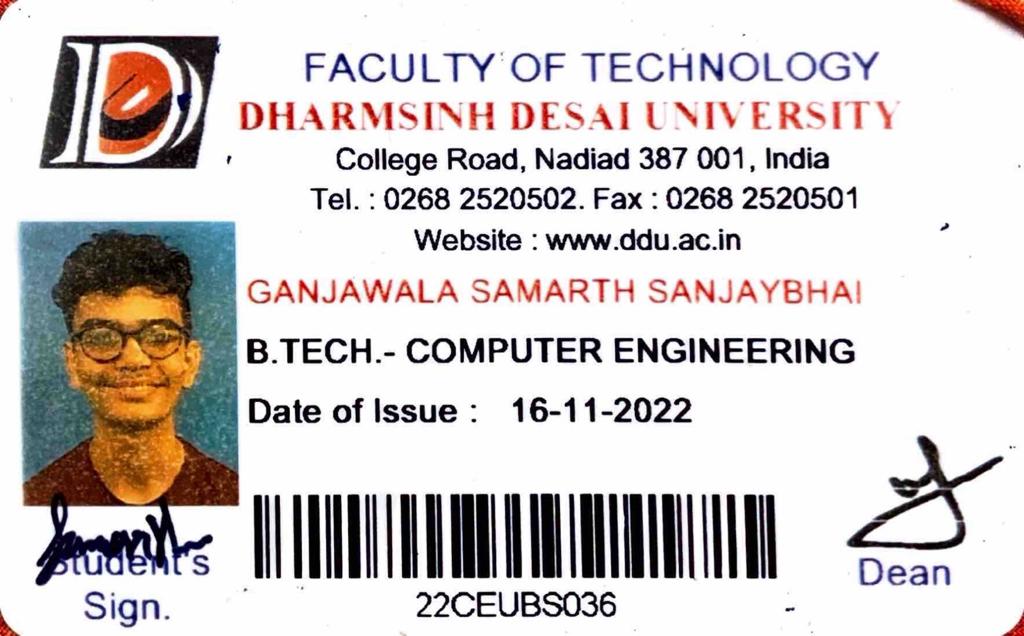 FACULTY OF TECHNOLOGY
DHARMSINH DESAI UNIVERSITY
College Road, Nadiad 387 001, India
Tel. : 0268 2520502. Fax : 0268 2520501
Website : www.ddu.ac.in
GANJAWALA SAMARTH SANJAYBHAI
B.TECH.- COMPUTER ENGINEERING
Date of Issue : 16-11-2022
Student's
Sign.
22CEUBS036
Dean